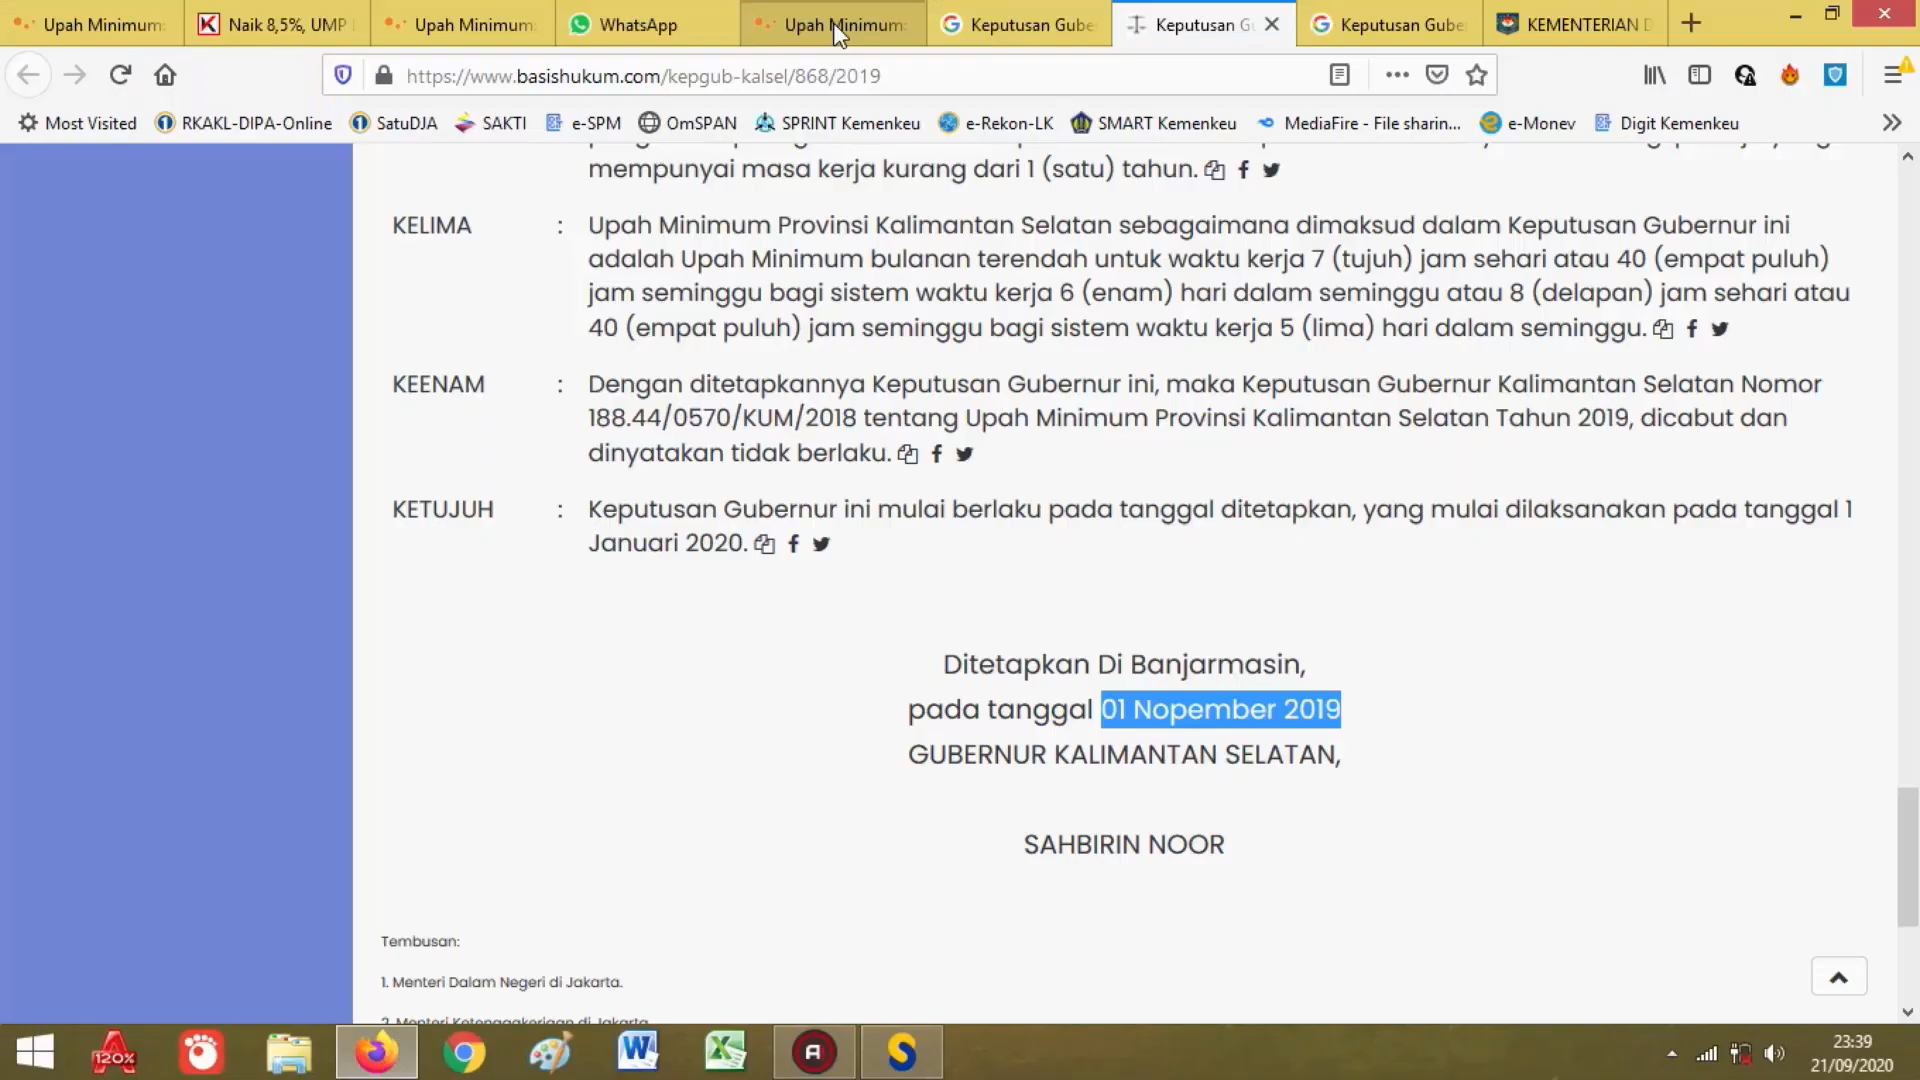 Upah Minimum
Naik 8,5%, UMP
Upah Minimum
WhatsApp
Upah Minimum
Keputusan Gube
Keputusan G
Keputusan Gube
KEMENTERIAN D
https://www.basishukum.com/kepgub-kalsel/868/2019
Most Visited
RKAKL-DIPA-Online
SatuDJA
SAKTI
e-SPM
OmSPAN
SPRINT Kemenkeu
e-Rekon-LK
SMART Kemenkeu
MediaFire - File sharin...
e-Monev
Digit Kemenkeu
mempunyai masa kerja kurang dari 1 (satu) tahun.
KELIMA : Upah Minimum Provinsi Kalimantan Selatan sebagaimana dimaksud dalam Keputusan Gubernur ini
adalah Upah Minimum bulanan terendah untuk waktu kerja 7 (tujuh) jam sehari atau 40 (empat puluh)
jam seminggu bagi sistem waktu kerja 6 (enam) hari dalam seminggu atau 8 (delapan) jam sehari atau
40 (empat puluh) jam seminggu bagi sistem waktu kerja 5 (lima) hari dalam seminggu.
KEENAM : Dengan ditetapkannya Keputusan Gubernur ini, maka Keputusan Gubernur Kalimantan Selatan Nomor
188.44/0570/KUM/2018 tentang Upah Minimum Provinsi Kalimantan Selatan Tahun 2019, dicabut dan
dinyatakan tidak berlaku.
KETUJUH : Keputusan Gubernur ini mulai berlaku pada tanggal ditetapkan, yang mulai dilaksanakan pada tanggal 1
Januari 2020.
Ditetapkan Di Banjarmasin,
pada tanggal 01 Nopember 2019
GUBERNUR KALIMANTAN SELATAN,
SAHBIRIN NOOR
Tembusan:
1. Menteri Dalam Negeri di Jakarta.
2. Menteri Ketenagakerjaan di Jakarta
120%
23:39
21/09/2020